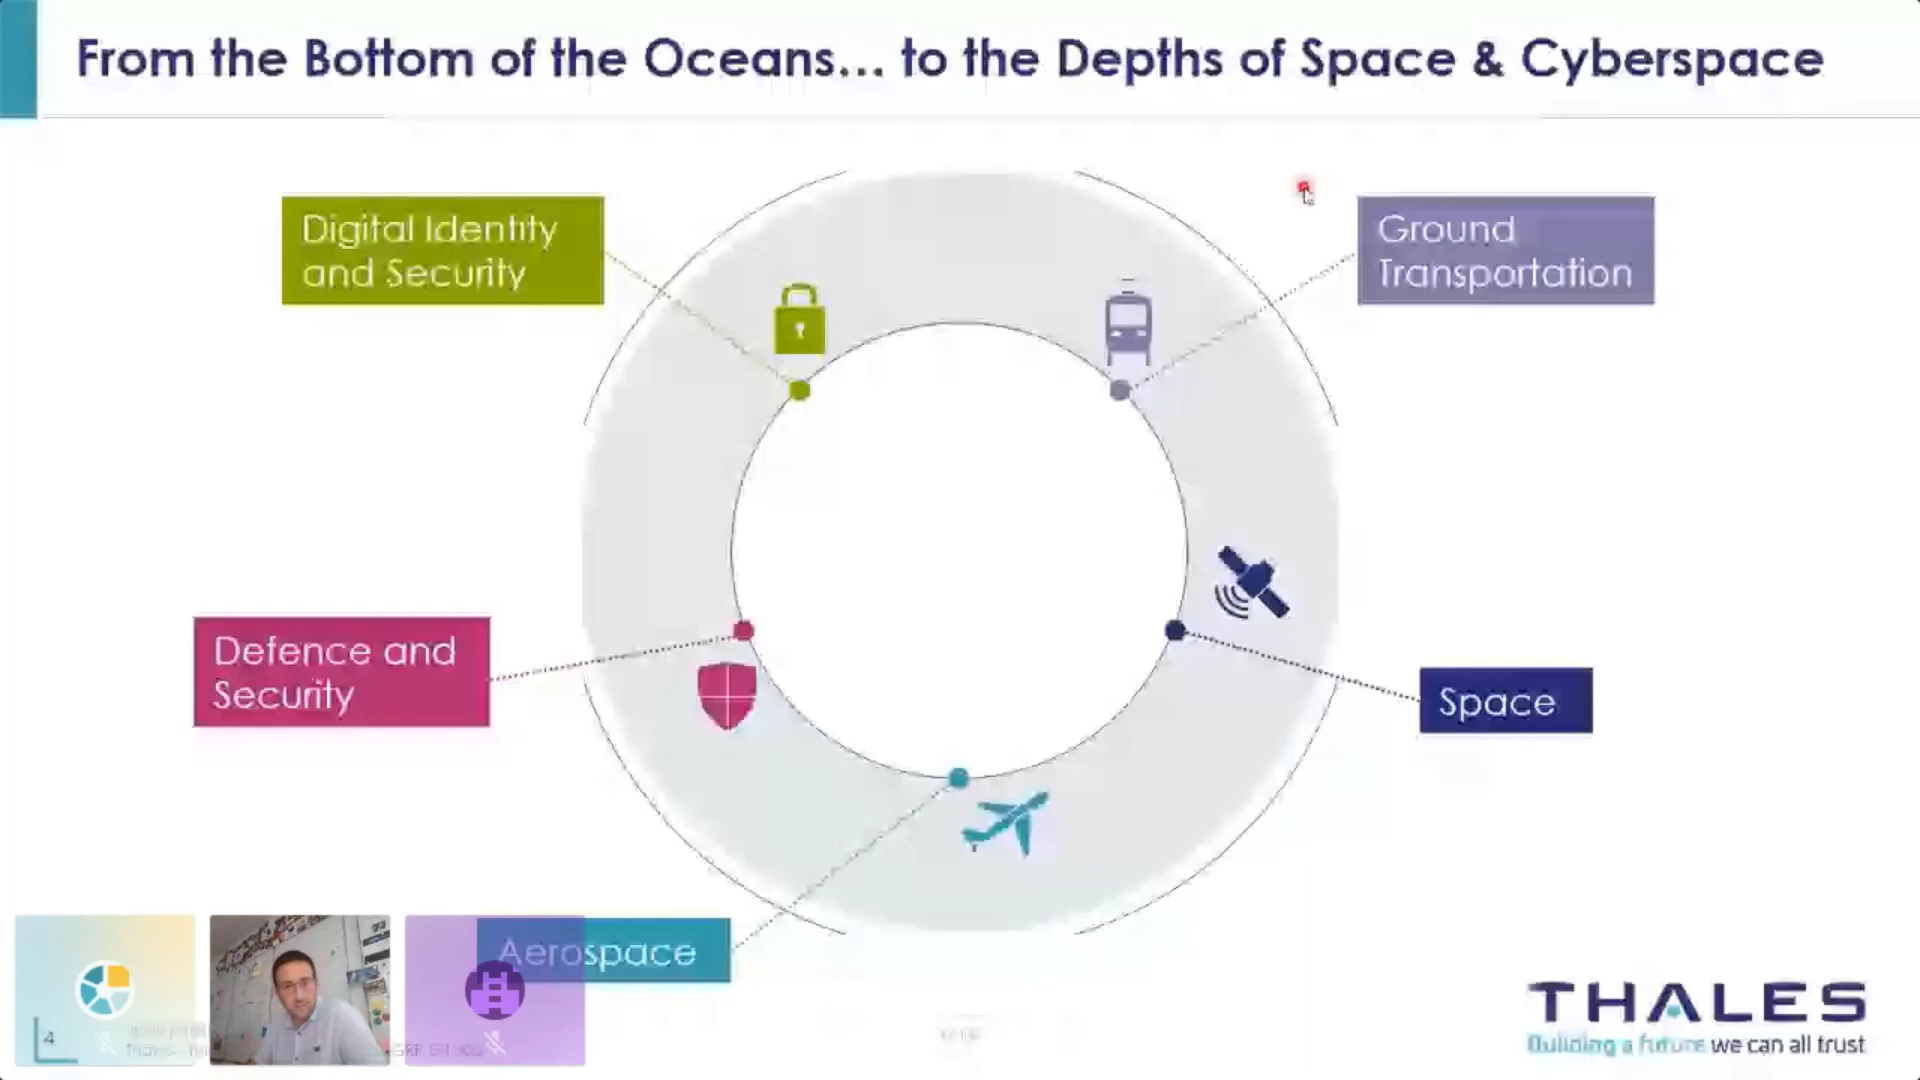 From the Bottom of the Oceans... to the Depths of Space & Cyberspace
Digital Identity
and Security
Ground
Transportation
Defence and
Security
Space
Aerospace
4
THALES
Building a future we can all trust